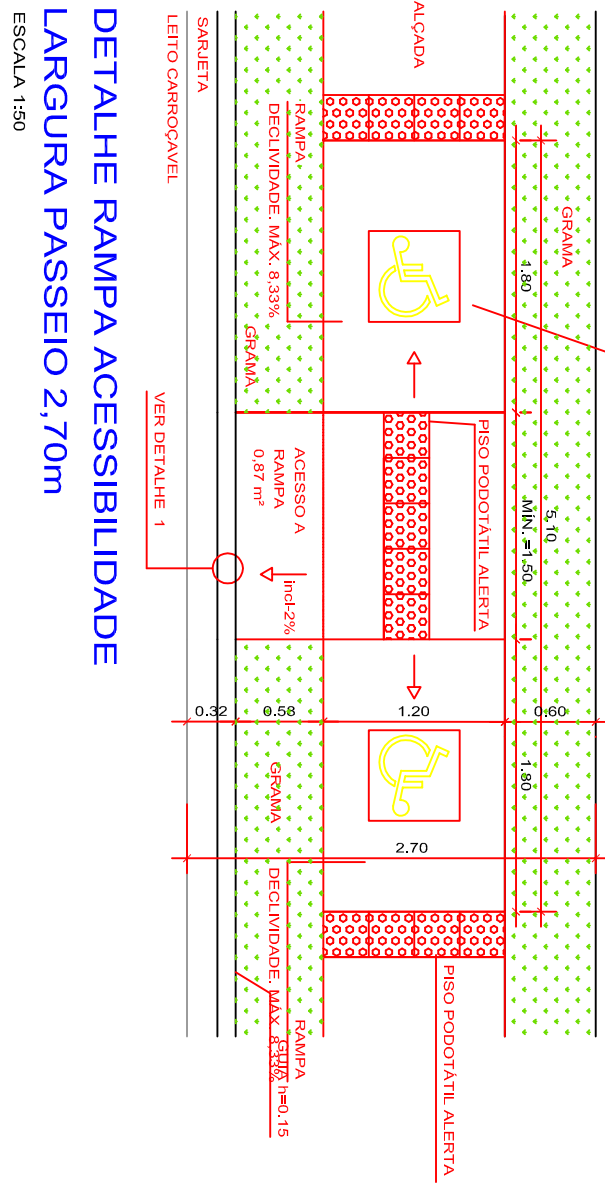 ALÇADA
GRAMA
RAMPA
DECLIVIDADE. MÁX. 8,33%
SARJETA
LEITO CARROÇAVEL
1.80
5,10
MÍN. =1.50
1.80
GRAMA
PISO PODOTÁTIL ALERTA
ACESSO A
RAMPA
0,87 m²
incl-2%
VER DETALHE 1
0.32
0.58
1.20
0.60
2.70
GRAMA
RAMPA
DECLIVIDADE. MÁX. 8,33%
GUIA h=0.15
PISO PODOTÁTIL ALERTA
DETALHE RAMPA ACESSIBILIDADE
LARGURA PASSEIO 2,70m
ESCALA 1:50